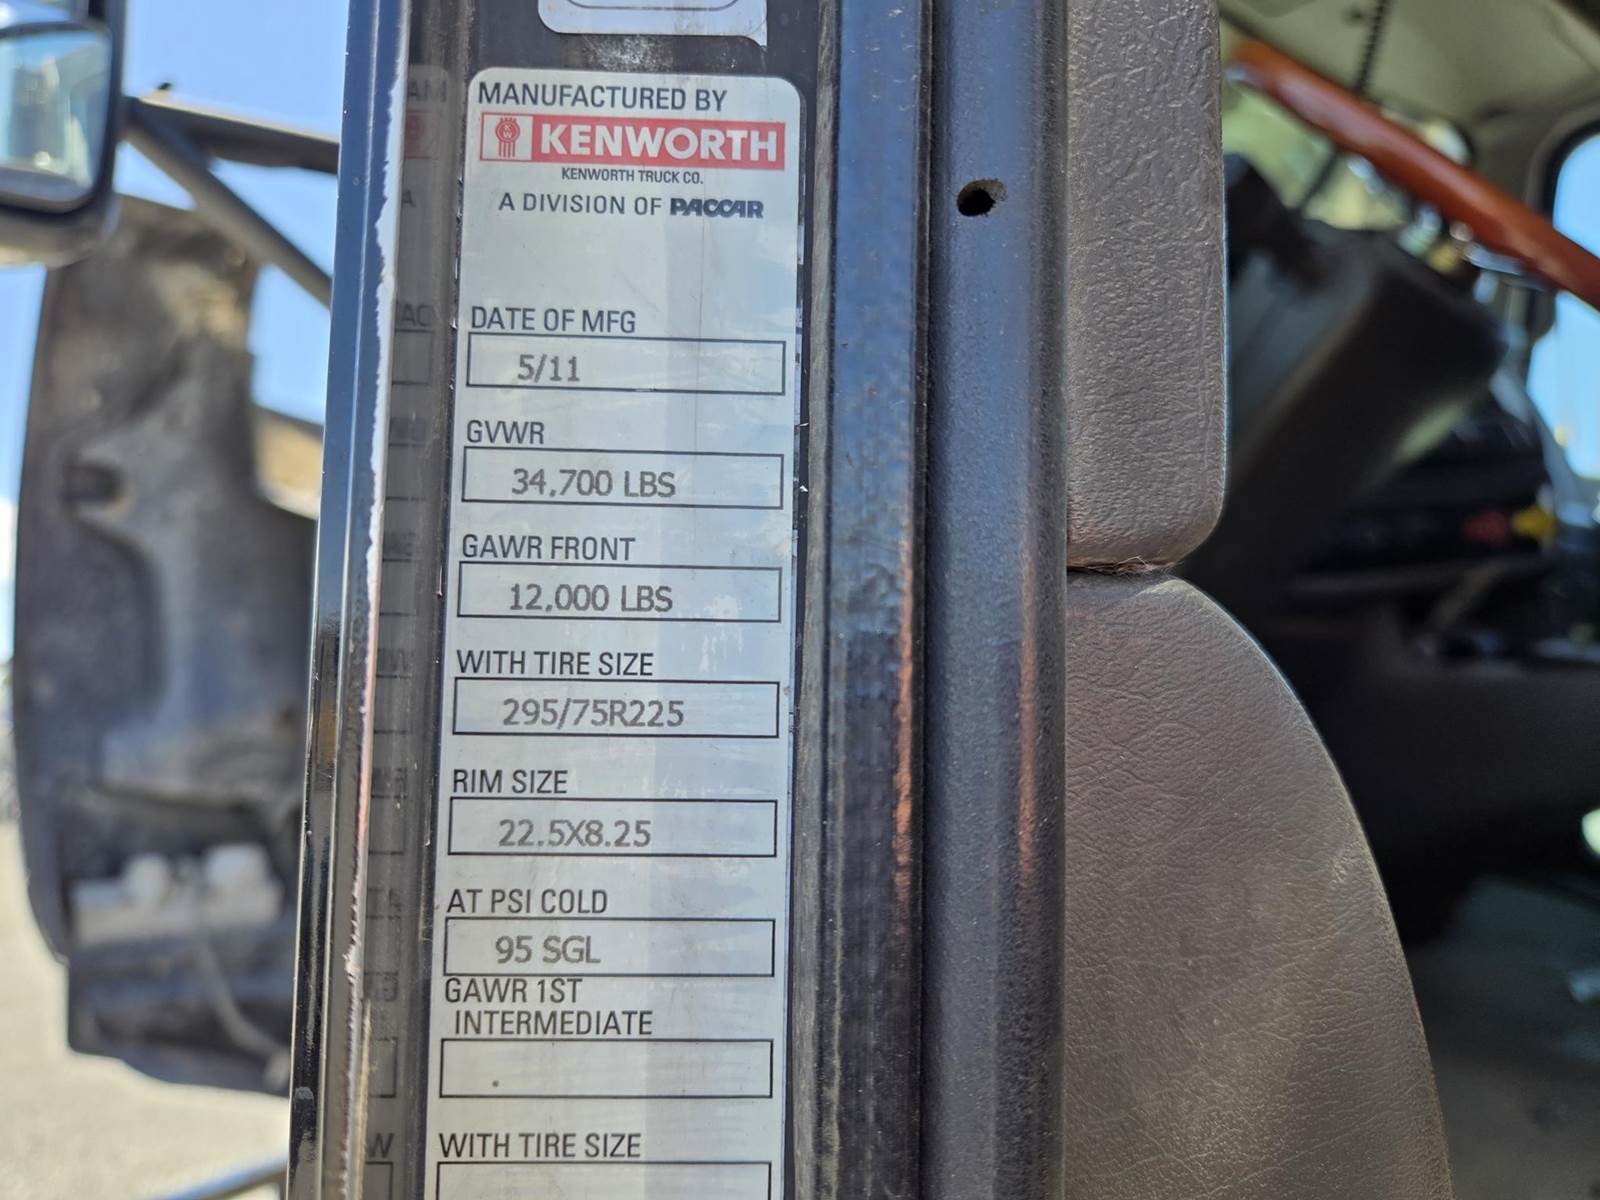 MANUFACTURED BY
KW KENWORTH
KENWORTH TRUCK CO.
A DIVISION OF PACCAR
DATE OF MFG
5/11
GVWR
34,700 LBS
GAWR FRONT
12,000 LBS
WITH TIRE SIZE
295/75R225
RIM SIZE
22.5X8.25
AT PSI COLD
95 SGL
GAWR 1ST
INTERMEDIATE
WITH TIRE SIZE